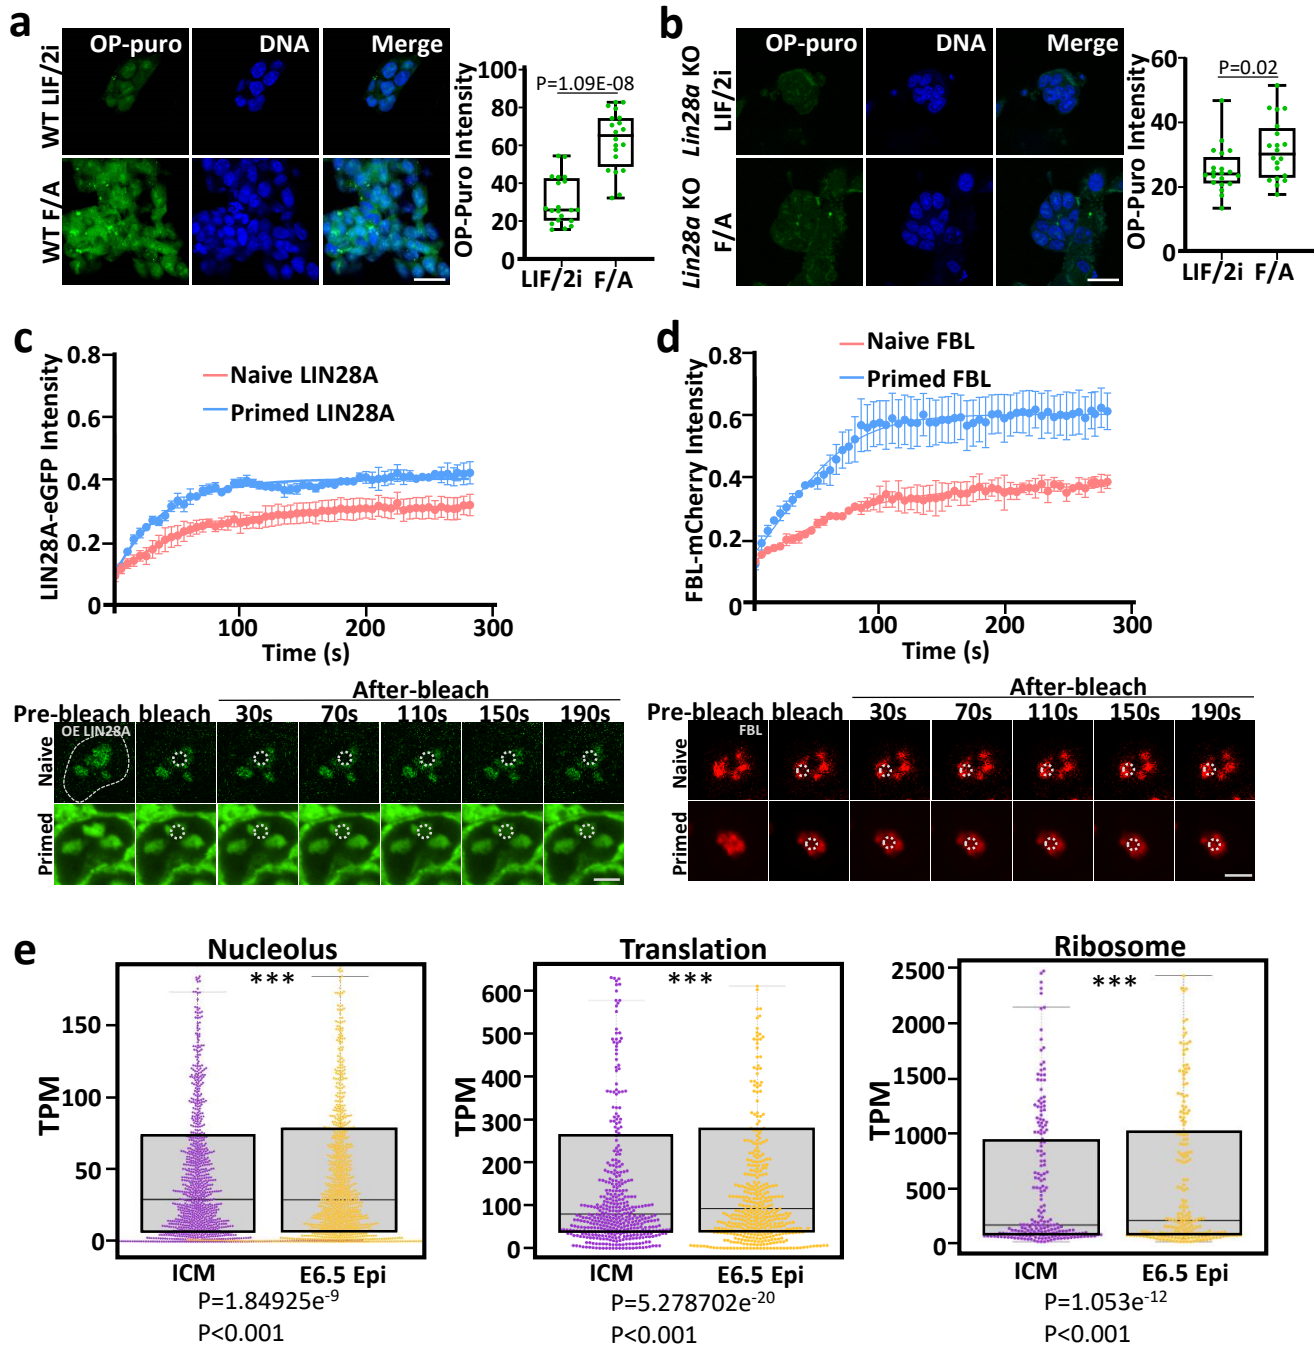 a
OP-puro
DNA
Merge
WT LIF/2i
WT F/A
OP-Puro Intensity
100
80
60
40
20
0
P=1.09E-08
LIF/2i
F/A
b
OP-puro
DNA
Merge
Lin28a KO
LIF/2i
Lin28a KO
F/A
OP-Puro Intensity
60
40
20
0
P=0.02
LIF/2i
F/A
c
LIN28A-eGFP Intensity
0.8
0.6
0.4
0.2
0
Naive LIN28A
Primed LIN28A
100
200
300
Time (s)
After-bleach
Pre-bleach
bleach
30s
70s
110s
150s
190s
Naive
OE LIN28A
Primed
d
FBL-mCherry Intensity
0.8
0.6
0.4
0.2
0
Naive FBL
Primed FBL
100
200
300
Time (s)
After-bleach
Pre-bleach
bleach
30s
70s
110s
150s
190s
Naive
FBL
Primed
e
Nucleolus
TPM
150
100
50
0
***
ICM
E6.5 Epi
P=1.84925e-9
P<0.001
Translation
TPM
600
500
400
300
200
100
0
***
ICM
E6.5 Epi
P=5.278702e-20
P<0.001
Ribosome
TPM
2500
2000
1500
1000
500
0
***
ICM
E6.5 Epi
P=1.053e-12
P<0.001